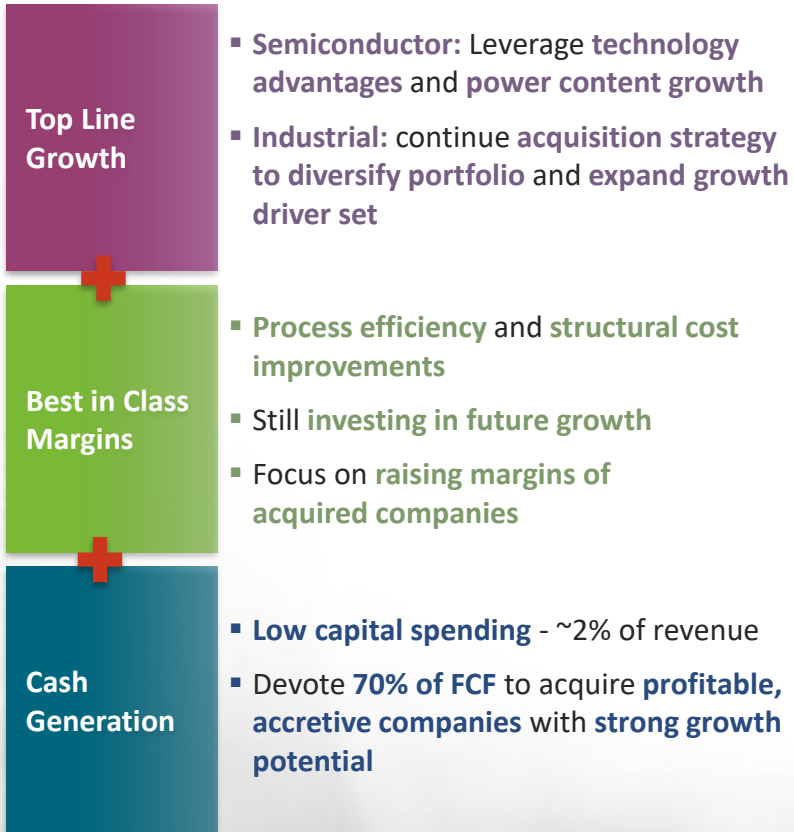 Top Line
Growth
▪ Semiconductor: Leverage technology
advantages and power content growth
▪ Industrial: continue acquisition strategy
to diversify portfolio and expand growth
driver set
Best in Class
Margins
▪ Process efficiency and structural cost
improvements
▪ Still investing in future growth
▪ Focus on raising margins of
acquired companies
Cash
Generation
▪ Low capital spending - ~2% of revenue
▪ Devote 70% of FCF to acquire profitable,
accretive companies with strong growth
potential